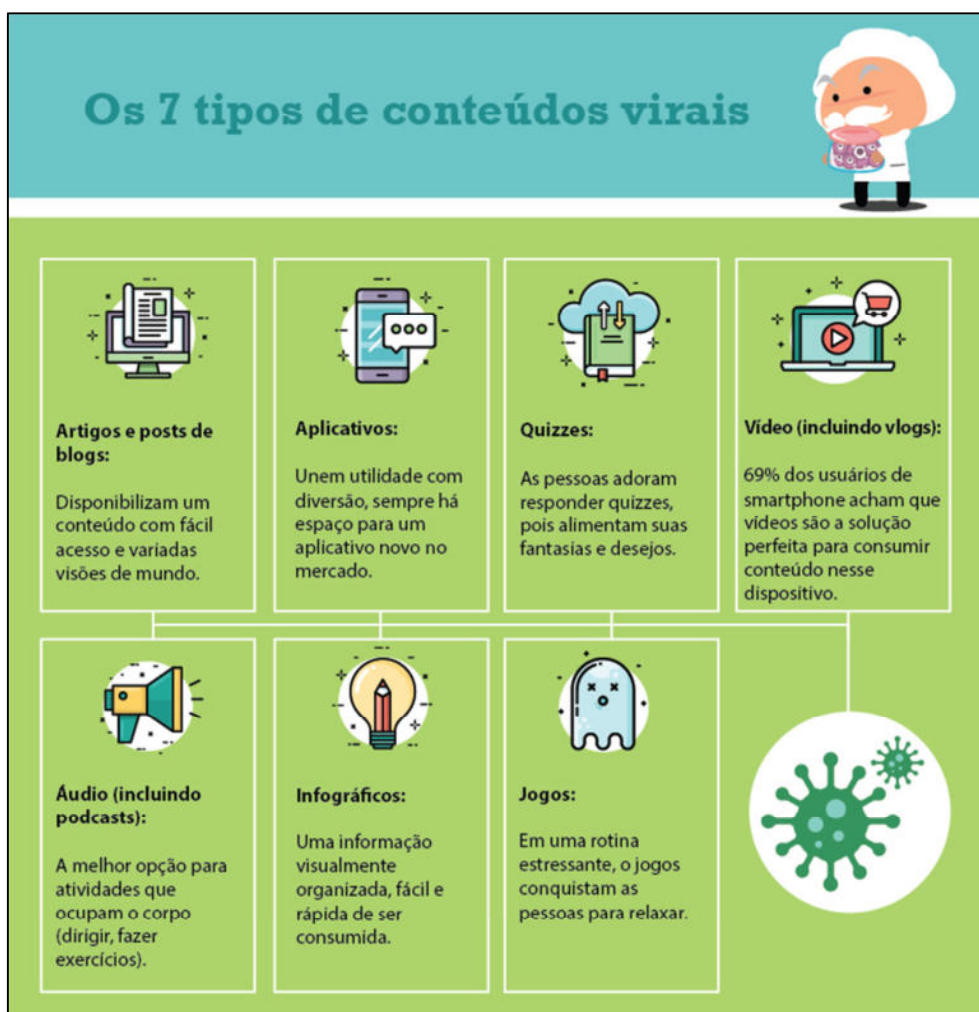 Os 7 tipos de conteúdos virais
Artigos e posts de
blogs:
Disponibilizam um
conteúdo com fácil
acesso e variadas
visões de mundo.
Aplicativos:
Unem utilidade com
diversão, sempre há
espaço para um
aplicativo novo no
mercado.
Quizzes:
As pessoas adoram
responder quizzes,
pois alimentam suas
fantasias e desejos.
Vídeo (incluindo vlogs):
69% dos usuários de
smartphone acham que
vídeos são a solução
perfeita para consumir
conteúdo nesse
dispositivo.
Áudio (incluindo
podcasts):
A melhor opção para
atividades que
ocupam o corpo
(dirigir, fazer
exercícios).
Infográficos:
Uma informação
visualmente
organizada, fácil e
rápida de ser
consumida.
Jogos:
Em uma rotina
estressante, o jogos
conquistam as
pessoas para relaxar.